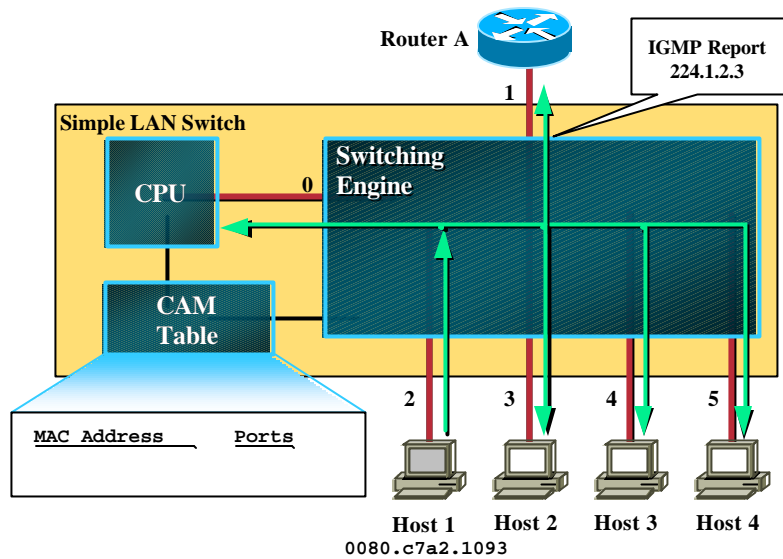 Router A
IGMP Report
224.1.2.3
1
Simple LAN Switch
Switching
Engine
CPU
0
CAM
Table
MAC Address Ports
2 3 4 5
Host 1 Host 2 Host 3 Host 4
0080.c7a2.1093